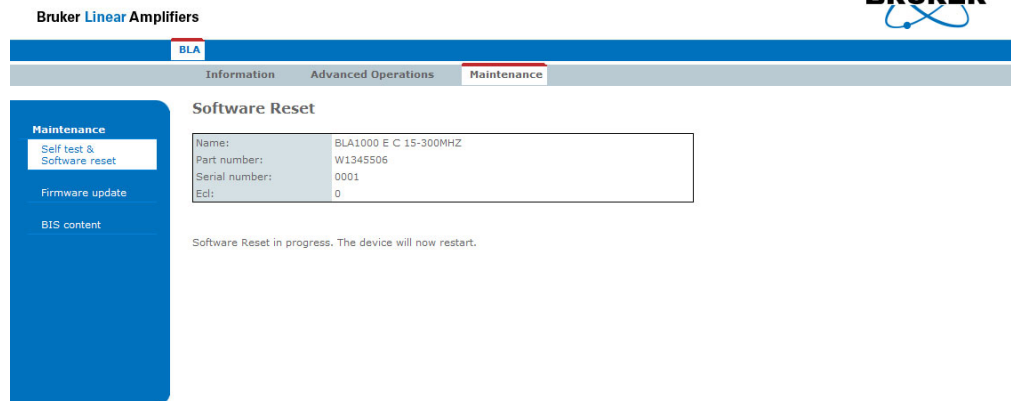 Bruker Linear Amplifiers
BRUKER
BLA
Information Advanced Operations Maintenance
Maintenance
Self test &
Software reset
Firmware update
BIS content
Software Reset
Name: BLA1000 E C 15-300MHZ
Part number: W1345506
Serial number: 0001
Ecl: 0
Software Reset in progress. The device will now restart.